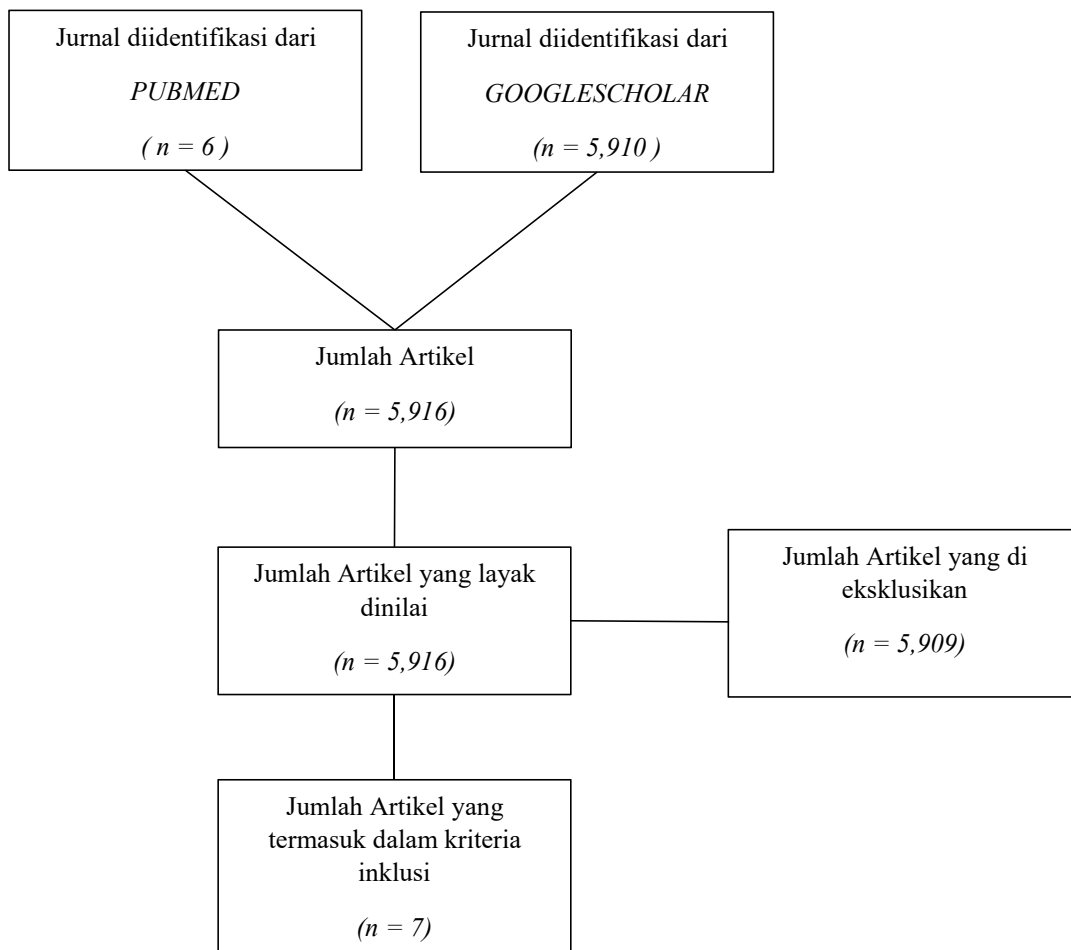 Jurnal diidentifikasi dari
PUBMED
( n = 6 )
Jurnal diidentifikasi dari
GOOGLESCHOLAR
(n = 5,910 )
Jumlah Artikel
(n = 5,916)
Jumlah Artikel yang layak
dinilai
(n = 5,916)
Jumlah Artikel yang di
eksklusikan
(n = 5,909)
Jumlah Artikel yang
termasuk dalam kriteria
inklusi
(n = 7)